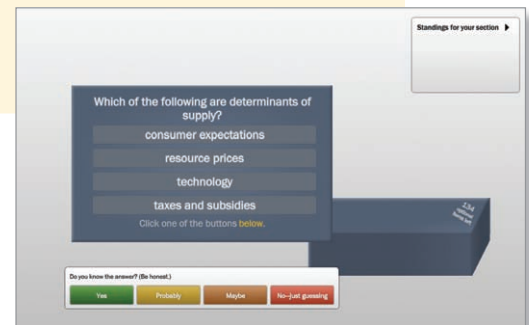 Standings for your section
Which of the following are determinants of
supply?
consumer expectations
resource prices
technology
taxes and subsidies
Click one of the buttons below.
Do you know the answer? (Be honest.)
Yes
Probably
Maybe
No—just guessing